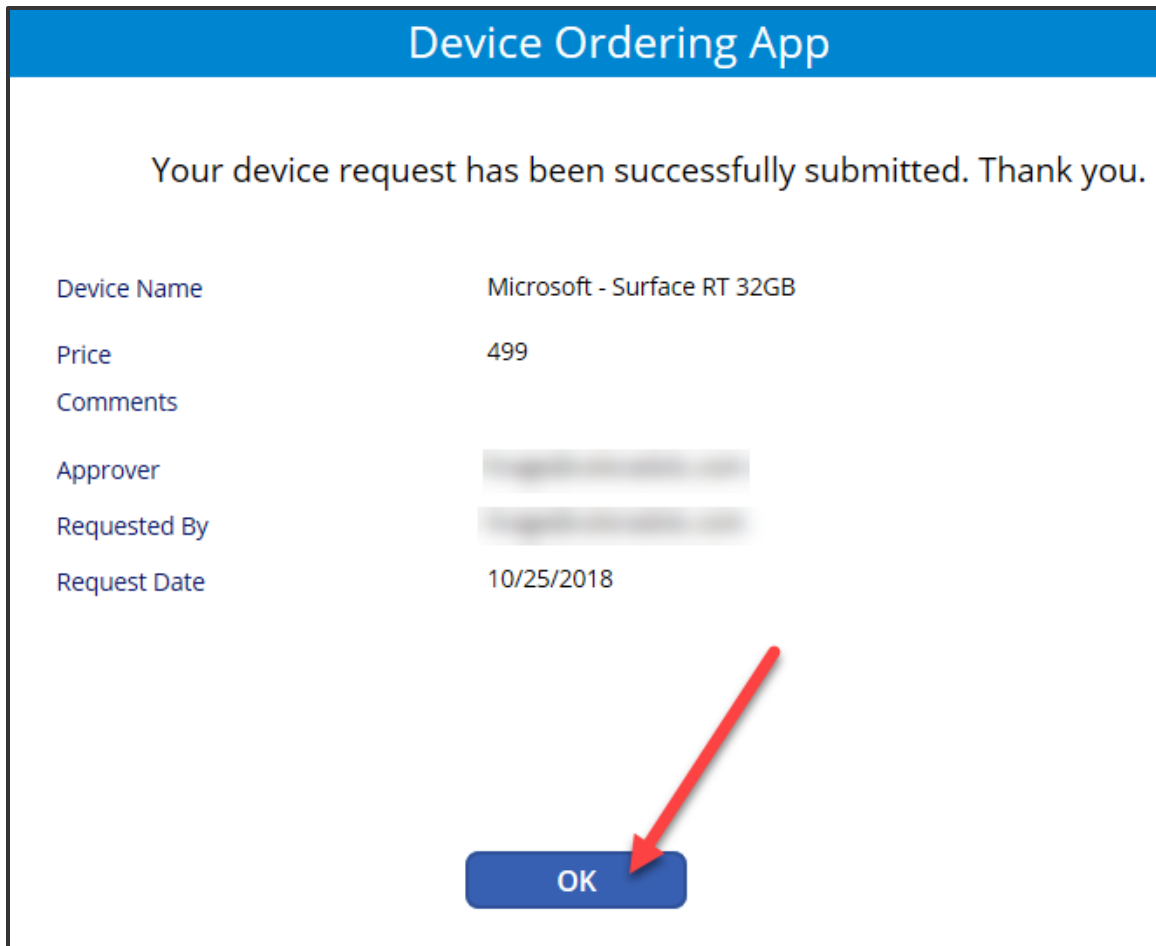 Device Ordering App
Your device request has been successfully submitted. Thank you.
Device Name Microsoft - Surface RT 32GB
Price 499
Comments
Approver
Requested By
Request Date 10/25/2018
OK